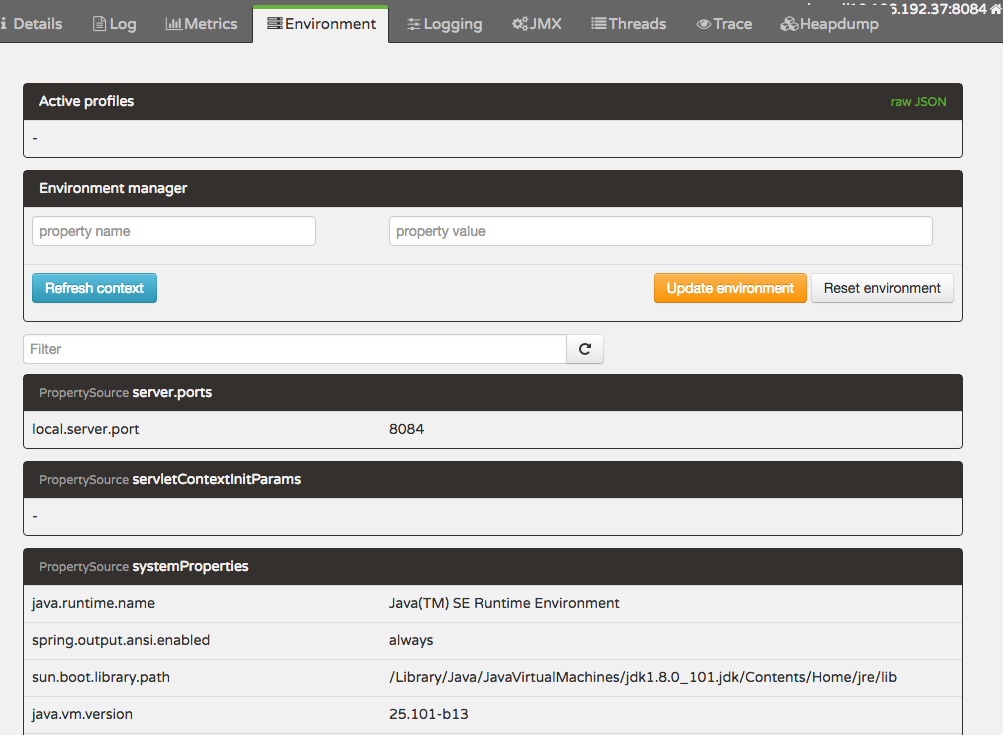 6.192.37:8084
Details Log Metrics Environment Logging JMX Threads Trace Heapdump
Active profiles raw JSON
-
Environment manager
property name property value
Refresh context Update environment Reset environment
Filter
PropertySource server.ports
local.server.port 8084
PropertySource servletContextInitParams
-
PropertySource systemProperties
java.runtime.name Java(TM) SE Runtime Environment
spring.output.ansi.enabled always
sun.boot.library.path /Library/Java/JavaVirtualMachines/jdk1.8.0_101.jdk/Contents/Home/jre/lib
java.vm.version 25.101-b13